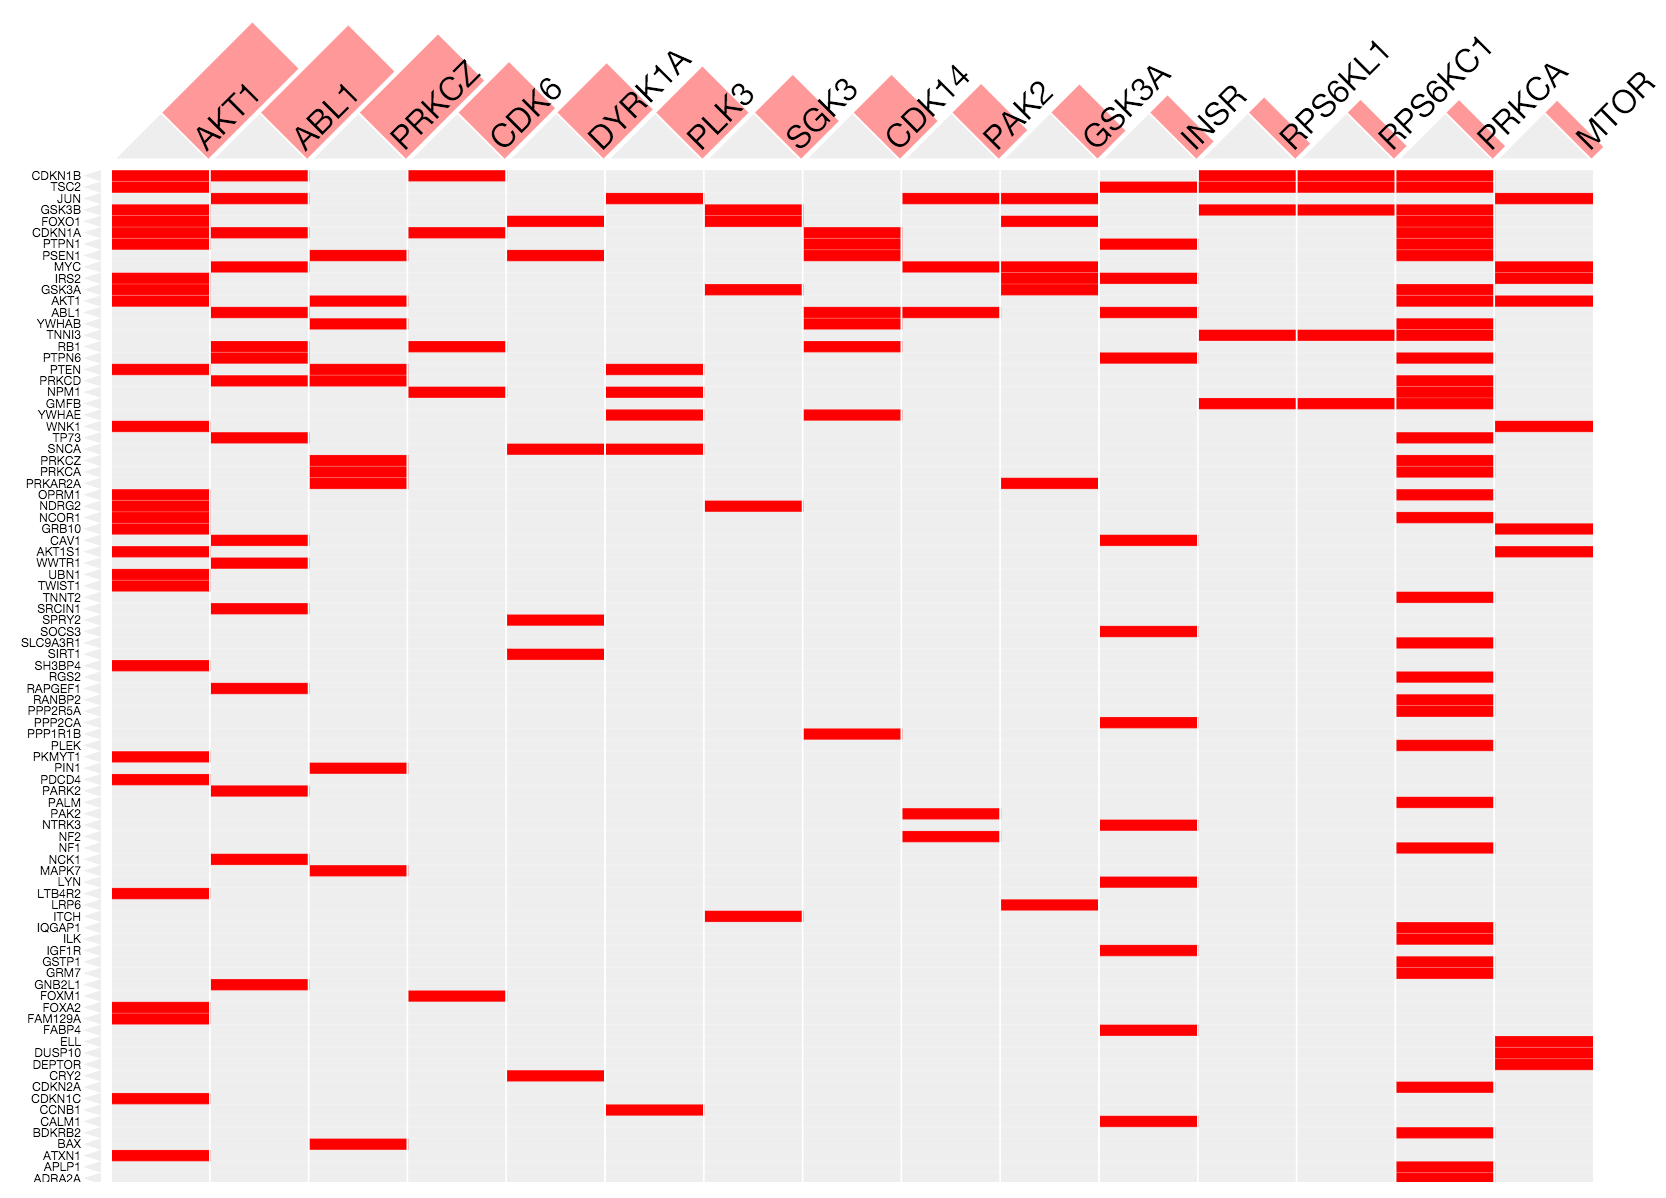 AKT1
ABL1
PRKCZ
CDK6
DYRK1A
PLK3
SGK3
CDK14
PAK2
GSK3A
INSR
RPS6KL1
RPS6KC1
PRKCA
MTOR
CDKN1B
TSC2
JUN
GSK3B
FOXO1
CDKN1A
PTPN1
PSEN1
MYC
IRS2
GSK3A
AKT1
ABL1
YWHAB
TNNI3
RB1
PTPN6
PTEN
PRKCD
NPM1
GMFB
YWHAE
WNK1
TP73
SNCA
PRKCZ
PRKCA
PRKAR2A
OPRM1
NDRG2
NCOR1
GRB10
CAV1
AKT1S1
WWTR1
UBN1
TWIST1
TNNT2
SRCIN1
SPRY2
SOCS3
SLC9A3R1
SIRT1
SH3BP4
RGS2
RAPGEF1
RANBP2
PPP2R5A
PPP2CA
PPP1R1B
PLEK
PKMYT1
PIN1
PDCD4
PARK2
PALM
PAK2
NTRK3
NF2
NF1
NCK1
MAPK7
LYN
LTB4R2
LRP6
ITCH
IQGAP1
ILK
IGF1R
GSTP1
GRM7
GNB2L1
FOXM1
FOXA2
FAM129A
FABP4
ELL
DUSP10
DEPTOR
CRY2
CDKN2A
CDKN1C
CCNB1
CALM1
BDKRB2
BAX
ATXN1
APLP1
ADRA2A